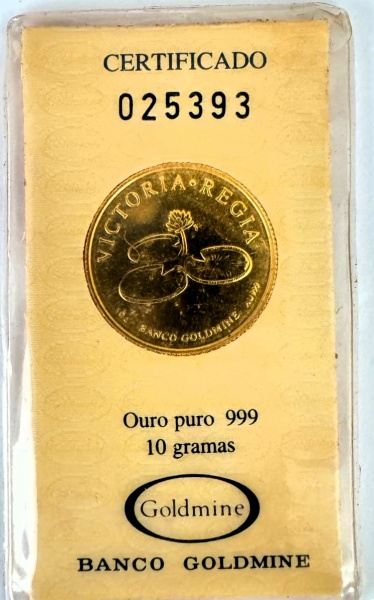 CERTIFICADO
025393
VICTORIA • REGIA
BANCO GOLDMINE
Ouro puro 999
10 gramas
Goldmine
BANCO GOLDMINE